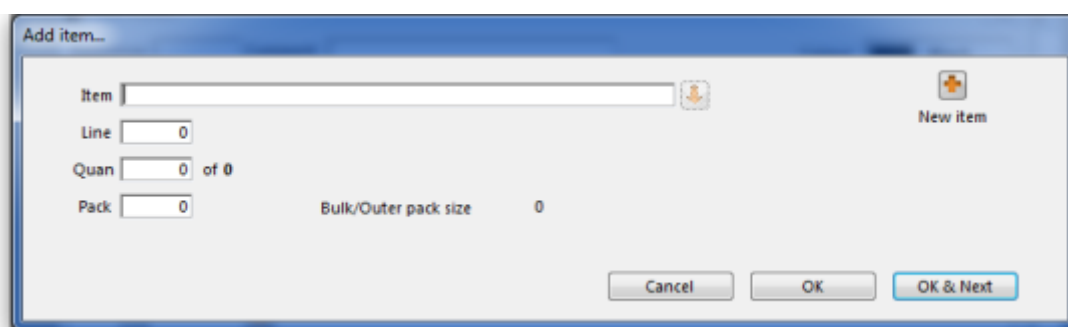 Add item...
Item
New item
Line 0
Quan 0 of 0
Pack 0 Bulk/Outer pack size 0
Cancel OK OK & Next